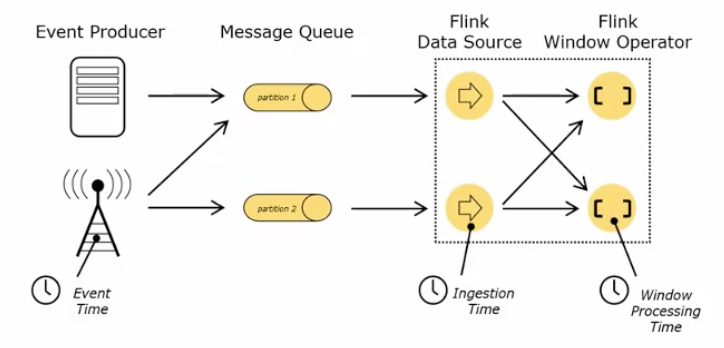 Event Producer
Message Queue
Flink
Data Source
Flink
Window Operator
partition 1
partition 2
[ ]
[ ]
Event
Time
Ingestion
Time
Window
Processing
Time